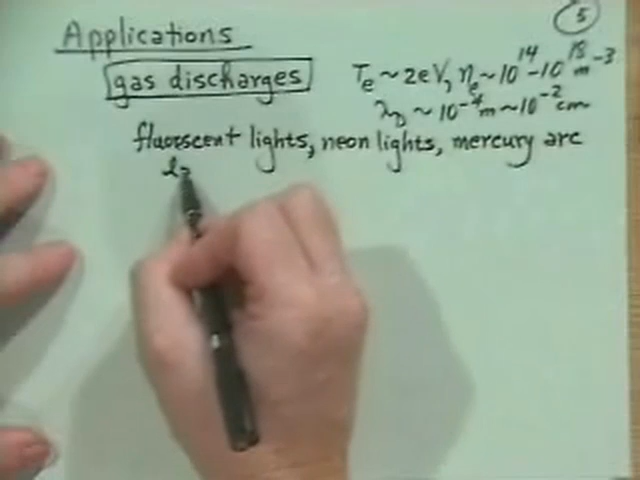 5
Applications
gas discharges
Te ~ 2eV, ne ~ 10^14 - 10^18 m^-3
λD ~ 10^-4 m ~ 10^-2 cm
fluorscent lights, neon lights, mercury arc